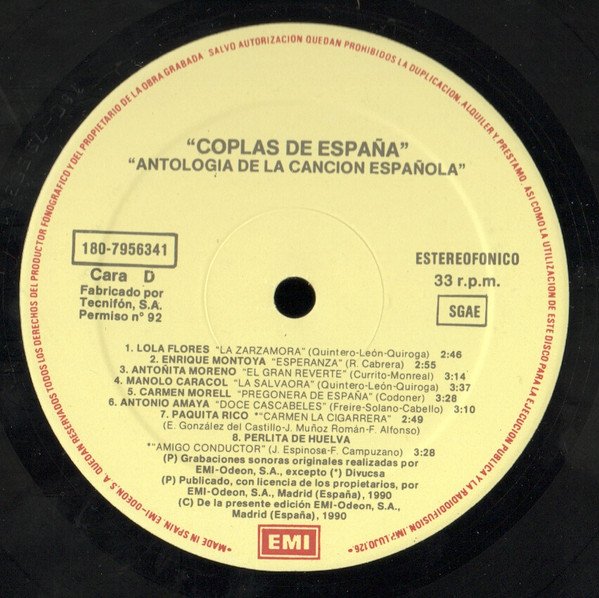 SALVO AUTORIZACION QUEDAN PROHIBIDOS LA DUPLICACION, ALQUILER Y PRESTAMO, ASI COMO LA UTILIZACION DE ESTE DISCO PARA LA EJECUCION PUBLICA Y LA RADIODIFUSION. IMP. LUJO, 126 •
• MADE IN SPAIN. EMI-ODEON S.A. QUEDAN RESERVADOS TODOS LOS DERECHOS DEL PRODUCTOR FONOGRAFICO Y DEL PROPIETARIO DE LA OBRA GRABADA
“COPLAS DE ESPAÑA”
“ANTOLOGIA DE LA CANCION ESPAÑOLA”
180-7956341
Cara D
Fabricado por
Tecnifón, S.A.
Permiso n° 92
ESTEREOFONICO
33 r.p.m.
SGAE
1. LOLA FLORES “LA ZARZAMORA” (Quintero-León-Quiroga) 2:46
2. ENRIQUE MONTOYA “ESPERANZA” (R. Cabrera) 2:55
3. ANTOÑITA MORENO “EL GRAN REVERTE” (Currito-Monreal) 3:14
4. MANOLO CARACOL “LA SALVAORA” (Quintero-León-Quiroga) 3:37
5. CARMEN MORELL “PREGONERA DE ESPAÑA” (Codoner) 3:28
6. ANTONIO AMAYA “DOCE CASCABELES” (Freire-Solano-Cabello) 3:10
7. PAQUITA RICO *“CARMEN LA CIGARRERA” 2:49
(E. González del Castillo-J. Muñoz Román-F. Alfonso)
8. PERLITA DE HUELVA
*“AMIGO CONDUCTOR” (J. Espinosa-F. Campuzano) 3:28
(P) Grabaciones sonoras originales realizadas por
EMI-Odeon, S.A., excepto (*) Divucsa
(P) Publicado, con licencia de los propietarios, por
EMI-Odeon, S.A., Madrid (España), 1990
(C) De la presente edición EMI-Odeon, S.A.,
Madrid (España), 1990
EMI